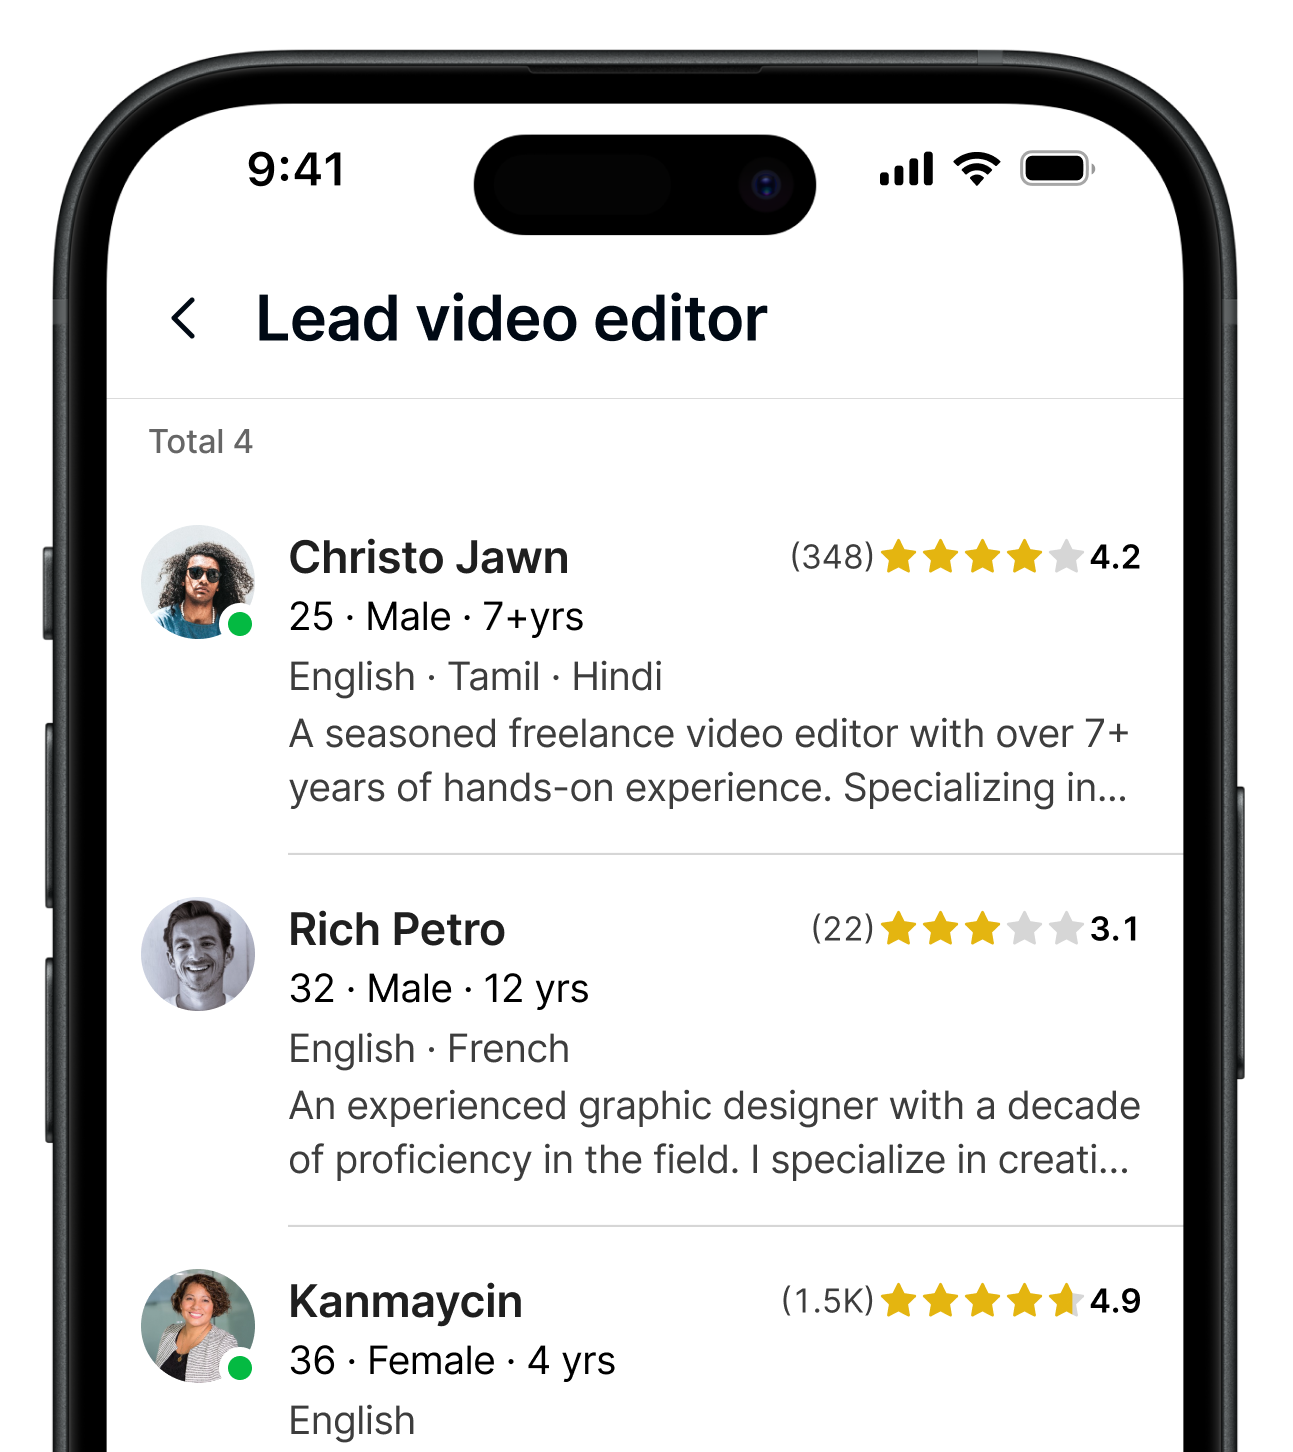 9:41
Lead video editor
Total 4
Christo Jawn (348) 4.2
25 · Male · 7+yrs
English · Tamil · Hindi
A seasoned freelance video editor with over 7+
years of hands-on experience. Specializing in...
Rich Petro (22) 3.1
32 · Male · 12 yrs
English · French
An experienced graphic designer with a decade
of proficiency in the field. I specialize in creati...
Kanmaycin (1.5K) 4.9
36 · Female · 4 yrs
English